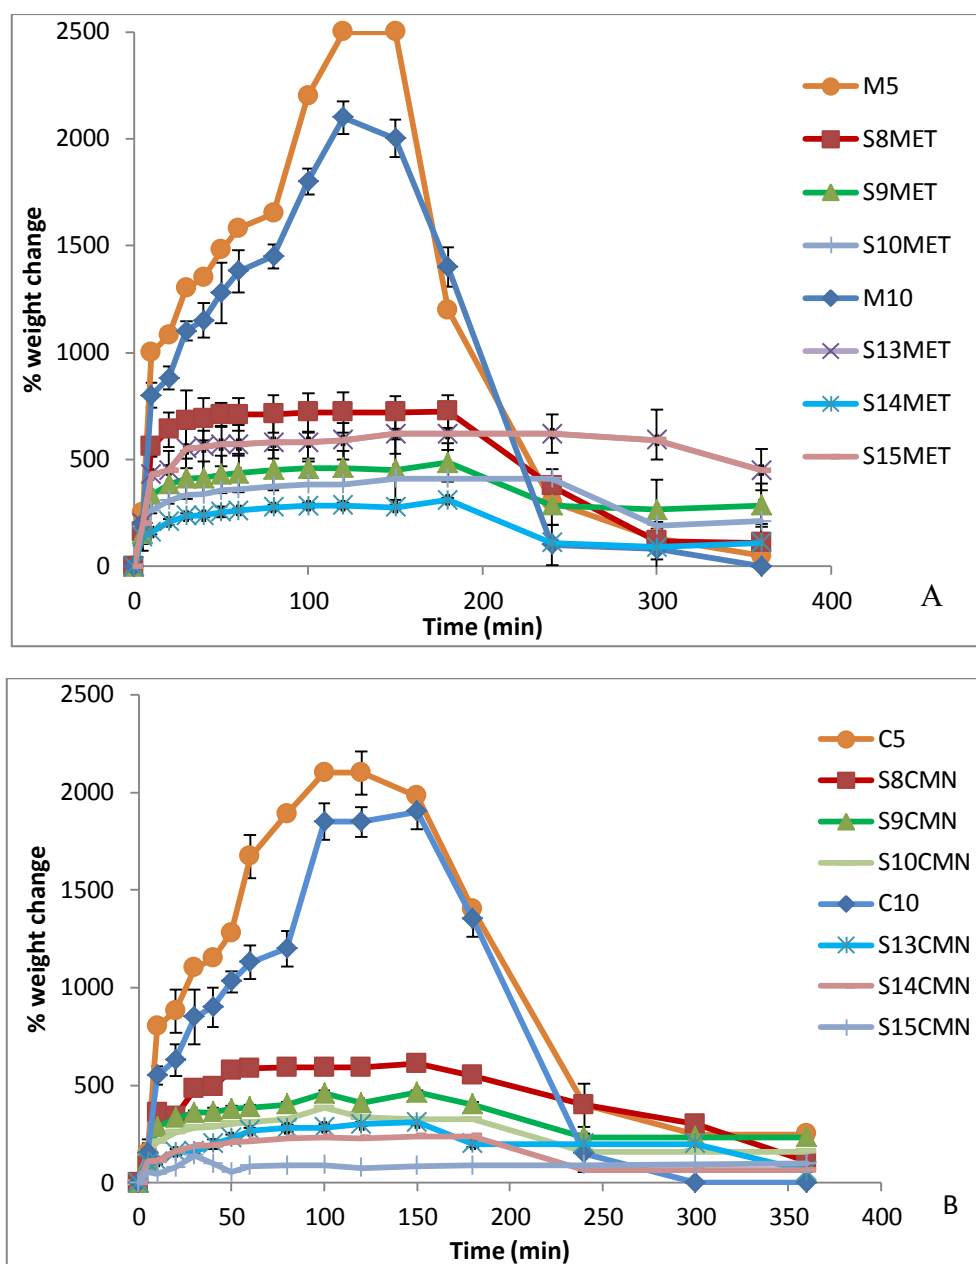 2500
2000
1500
1000
500
0
% weight change
0
100
200
300
400
Time (min)
M5
S8MET
S9MET
S10MET
M10
S13MET
S14MET
S15MET
A
2500
2000
1500
1000
500
0
% weight change
0
50
100
150
200
250
300
350
400
Time (min)
C5
S8CMN
S9CMN
S10CMN
C10
S13CMN
S14CMN
S15CMN
B